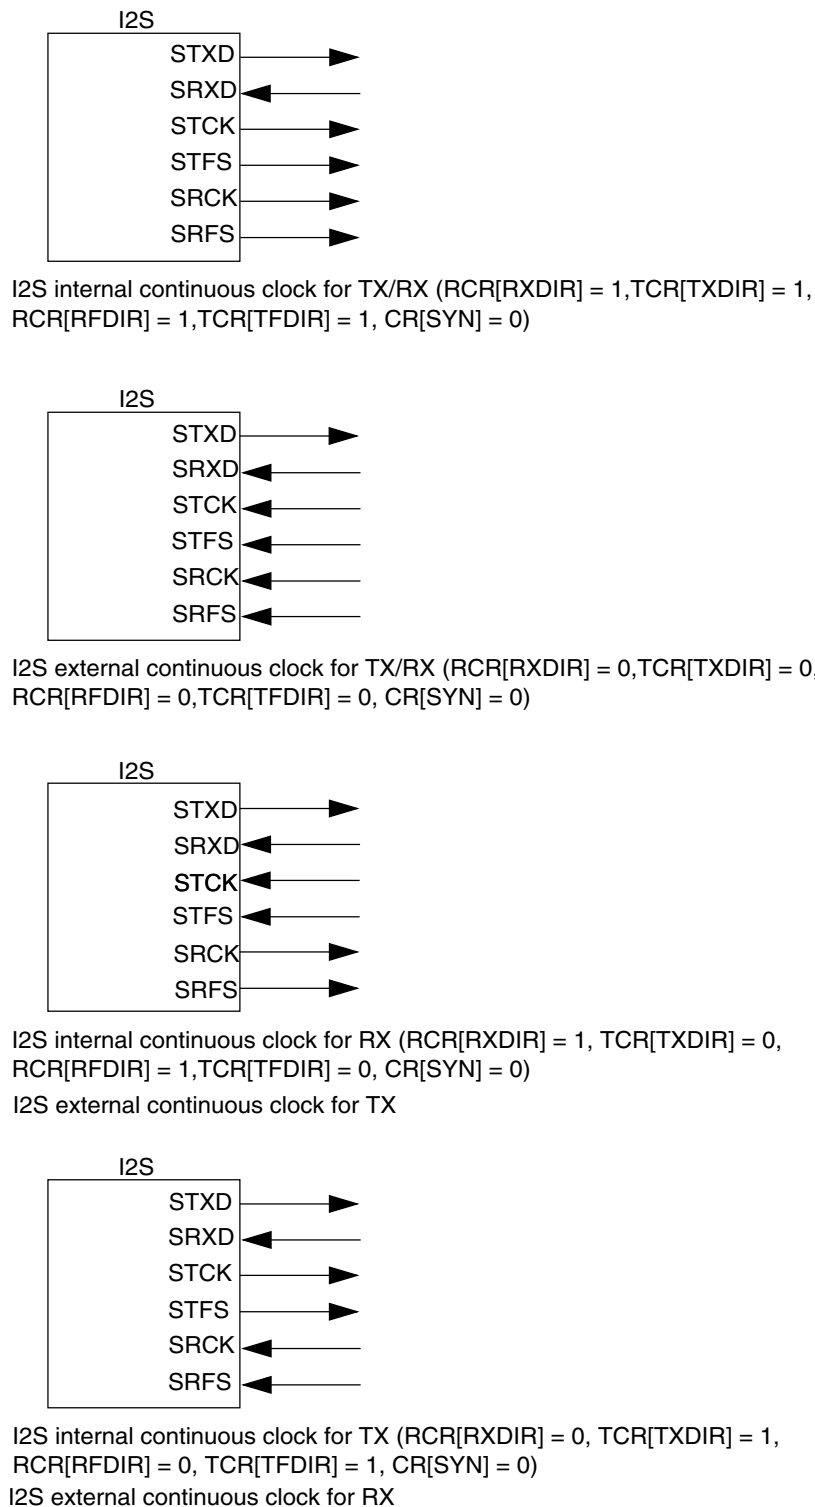 I2S
STXD
SRXD
STCK
STFS
SRCK
SRFS
I2S internal continuous clock for TX/RX (RCR[RXDIR] = 1,TCR[TXDIR] = 1,
RCR[RFDIR] = 1,TCR[TFDIR] = 1, CR[SYN] = 0)
I2S
STXD
SRXD
STCK
STFS
SRCK
SRFS
I2S external continuous clock for TX/RX (RCR[RXDIR] = 0,TCR[TXDIR] = 0,
RCR[RFDIR] = 0,TCR[TFDIR] = 0, CR[SYN] = 0)
I2S
STXD
SRXD
STCK
STFS
SRCK
SRFS
I2S internal continuous clock for RX (RCR[RXDIR] = 1, TCR[TXDIR] = 0,
RCR[RFDIR] = 1,TCR[TFDIR] = 0, CR[SYN] = 0)
I2S external continuous clock for TX
I2S
STXD
SRXD
STCK
STFS
SRCK
SRFS
I2S internal continuous clock for TX (RCR[RXDIR] = 0, TCR[TXDIR] = 1,
RCR[RFDIR] = 0, TCR[TFDIR] = 1, CR[SYN] = 0)
I2S external continuous clock for RX